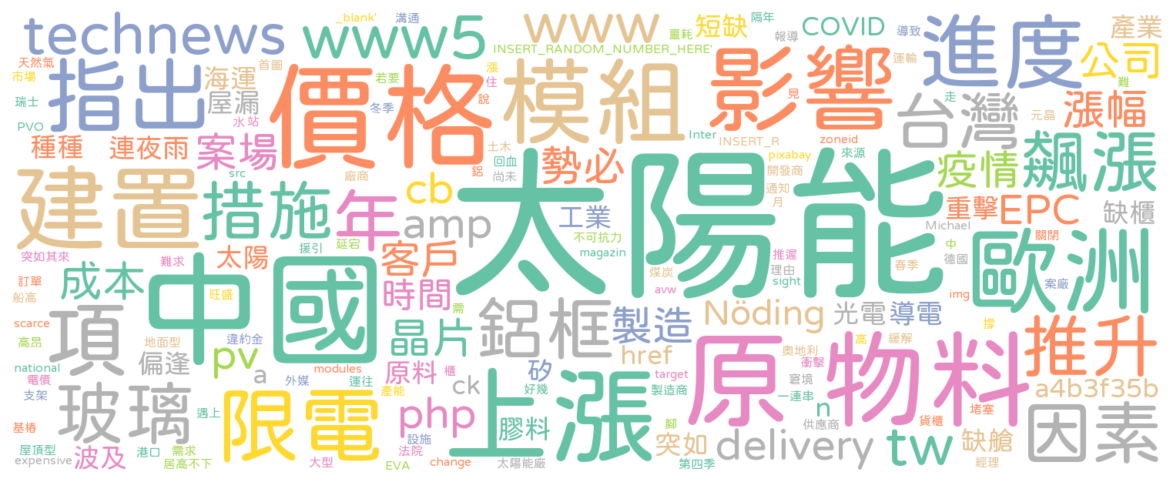 太陽能
中國
價格
上漲
原物料
影響
歐洲
模組
建置
指出
進度
限電
玻璃
因素
推升
鋁框
項
措施
年
飆漲
台灣
www5
www
technews
tw
delivery
php
pv
cb
amp
晶片
製造
時間
客戶
成本
案場
勢必
疫情
重擊
EPC
漲幅
公司
產業
COVID
短缺
海運
屋漏
連夜雨
種種
太陽
工業
偏逢
波及
原料
膠料
矽
ck
a
href
Nöding
光電
導電
缺櫃
a4b3f35b
缺艙
突如
n
_blank'
溝通
INSERT_RANDOM_NUMBER_HERE'
噩耗
隔年
報導
導致
運輸
難
天然氣
市場
首圖
瑞士
PVO
水站
若要
冬季
漲
住
說
土木
鋁
回血
尚未
廠商
src
援引
延宕
Inter
INSERT_R
見
pixabay
開發商
通知
月
zoneid
來源
走
元晶
Michael
中
德國
關閉
案廠
img
春季
推遲
理由
sight
煤炭
avw
不可抗力
magazin
突如其來
難求
訂單
船高
旺盛
scarce
高昂
地面型
違約金
national
電價
支架
modules
外媒
運往
產能
櫃
需
基樁
遇上
屋頂型
expensive
港口
需求
居高不下
大型
法院
設施
EVA
change
腳
太陽能廠
好幾
製造商
target
衝擊
奧地利
窘境
一連串
供應商
第四季
高
緩解
撐
貨櫃
堵塞
經理